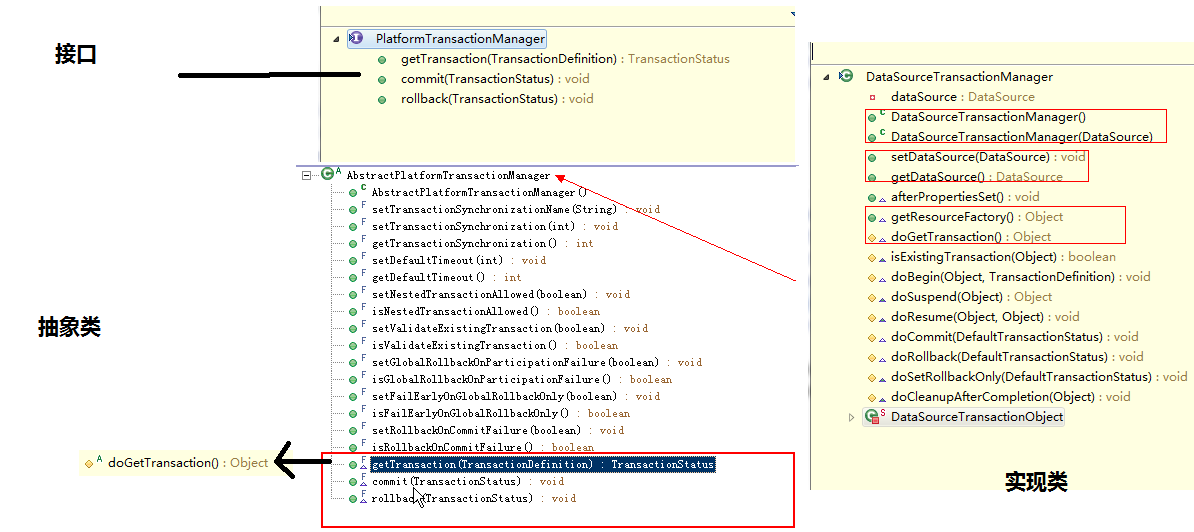 接口
PlatformTransactionManager
getTransaction(TransactionDefinition) : TransactionStatus
commit(TransactionStatus) : void
rollback(TransactionStatus) : void
抽象类
AbstractPlatformTransactionManager
AbstractPlatformTransactionManager()
setTransactionSynchronizationName(String) : void
setTransactionSynchronization(int) : void
getTransactionSynchronization() : int
setDefaultTimeout(int) : void
getDefaultTimeout() : int
setNestedTransactionAllowed(boolean) : void
isNestedTransactionAllowed() : boolean
setValidateExistingTransaction(boolean) : void
isValidateExistingTransaction() : boolean
setGlobalRollbackOnParticipationFailure(boolean) : void
isGlobalRollbackOnParticipationFailure() : boolean
setFailEarlyOnGlobalRollbackOnly(boolean) : void
isFailEarlyOnGlobalRollbackOnly() : boolean
setRollbackOnCommitFailure(boolean) : void
isRollbackOnCommitFailure() : boolean
getTransaction(TransactionDefinition) : TransactionStatus
commit(TransactionStatus) : void
rollback(TransactionStatus) : void
doGetTransaction() : Object
DataSourceTransactionManager
dataSource : DataSource
DataSourceTransactionManager()
DataSourceTransactionManager(DataSource)
setDataSource(DataSource) : void
getDataSource() : DataSource
afterPropertiesSet() : void
getResourceFactory() : Object
doGetTransaction() : Object
isExistingTransaction(Object) : boolean
doBegin(Object, TransactionDefinition) : void
doSuspend(Object) : Object
doResume(Object, Object) : void
doCommit(DefaultTransactionStatus) : void
doRollback(DefaultTransactionStatus) : void
doSetRollbackOnly(DefaultTransactionStatus) : void
doCleanupAfterCompletion(Object) : void
DataSourceTransactionObject
实现类